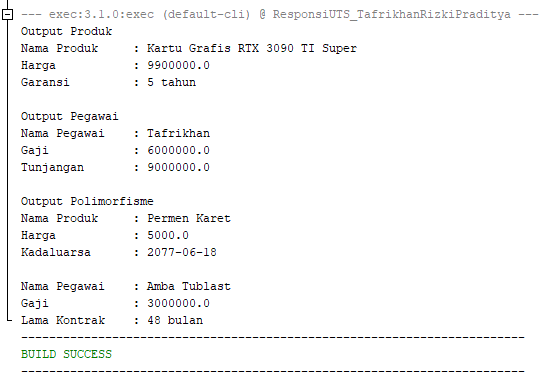 --- exec:3.1.0:exec (default-cli) @ ResponsiUTS_TafrikhanRizkiPraditya ---
Output Produk
Nama Produk     : Kartu Grafis RTX 3090 TI Super
Harga           : 9900000.0
Garansi         : 5 tahun

Output Pegawai
Nama Pegawai    : Tafrikhan
Gaji            : 6000000.0
Tunjangan       : 9000000.0

Output Polimorfisme
Nama Produk     : Permen Karet
Harga           : 5000.0
Kadaluarsa      : 2077-06-18

Nama Pegawai    : Amba Tublast
Gaji            : 3000000.0
Lama Kontrak    : 48 bulan
------------------------------------------------------------------------
BUILD SUCCESS
------------------------------------------------------------------------